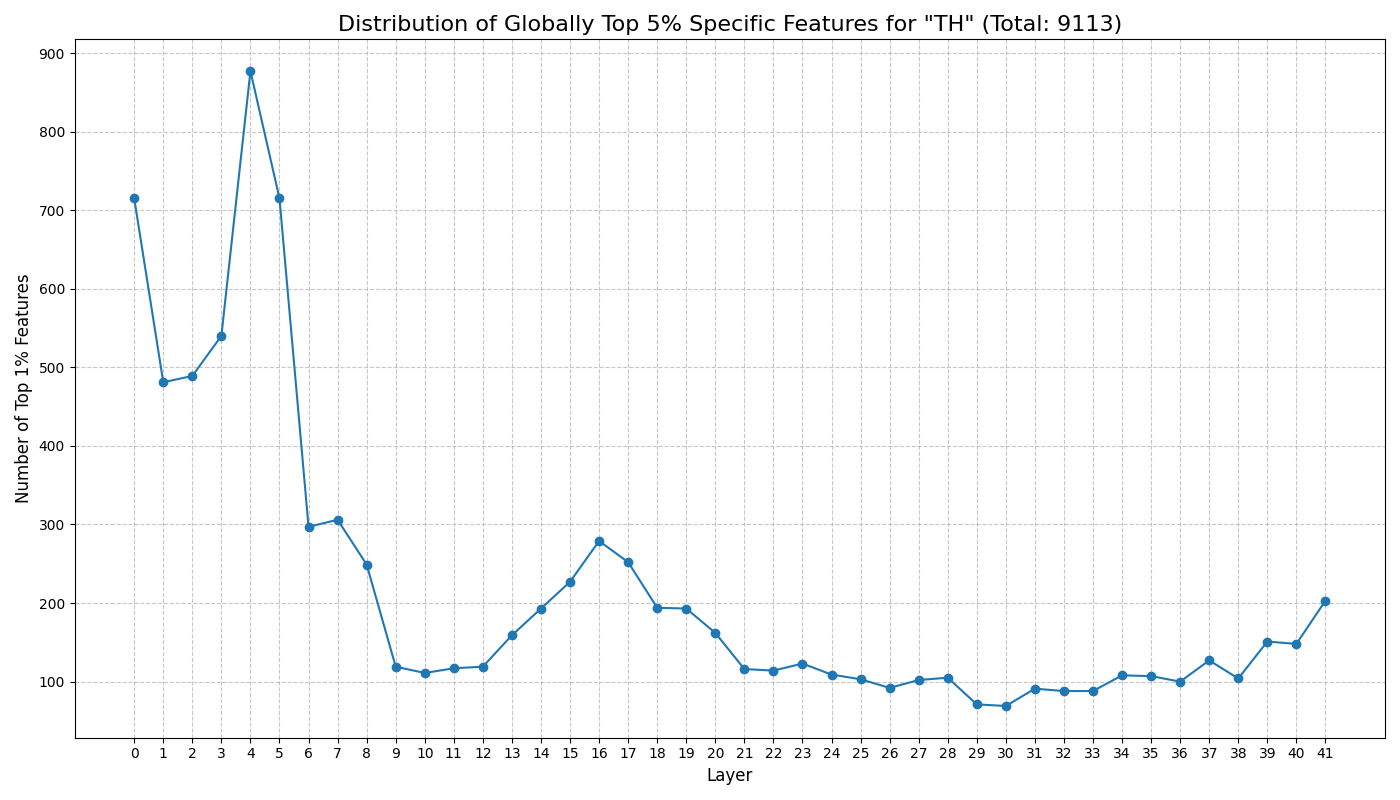 Distribution of Globally Top 5% Specific Features for "TH" (Total: 9113)
Number of Top 1% Features
900
800
700
600
500
400
300
200
100
0 1 2 3 4 5 6 7 8 9 10 11 12 13 14 15 16 17 18 19 20 21 22 23 24 25 26 27 28 29 30 31 32 33 34 35 36 37 38 39 40 41
Layer